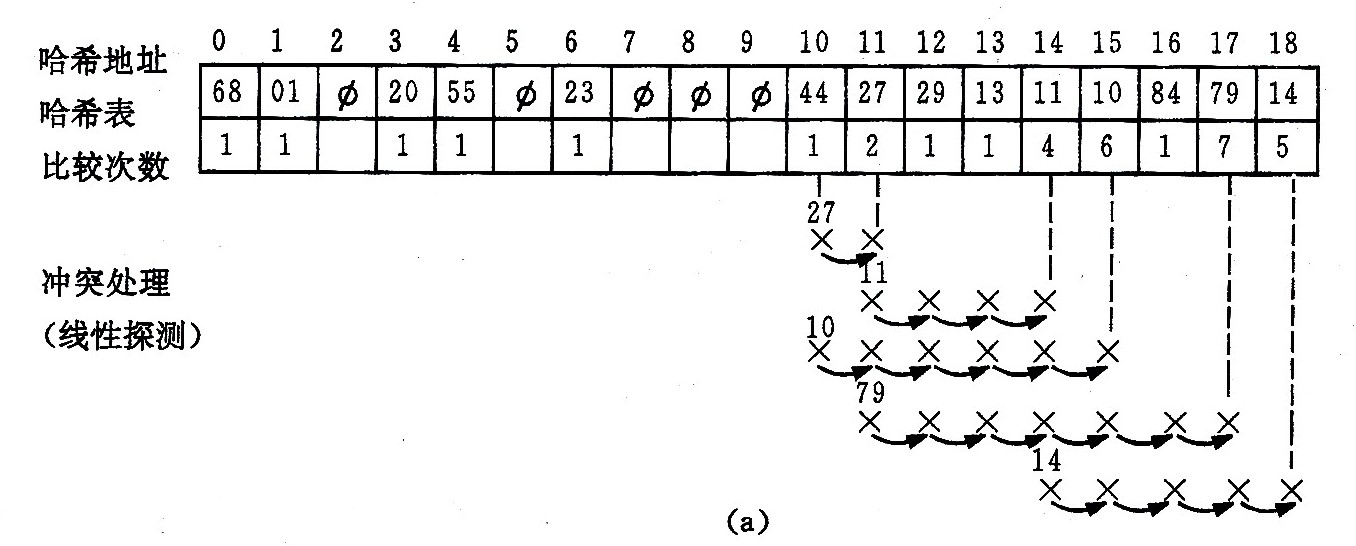 哈希地址 0 1 2 3 4 5 6 7 8 9 10 11 12 13 14 15 16 17 18
哈希表 68 01 ϕ 20 55 ϕ 23 ϕ ϕ ϕ 44 27 29 13 11 10 84 79 14
比较次数 1 1 1 1 1 1 2 1 1 4 6 1 7 5
27
冲突处理
11
(线性探测)
10
79
14
(a)